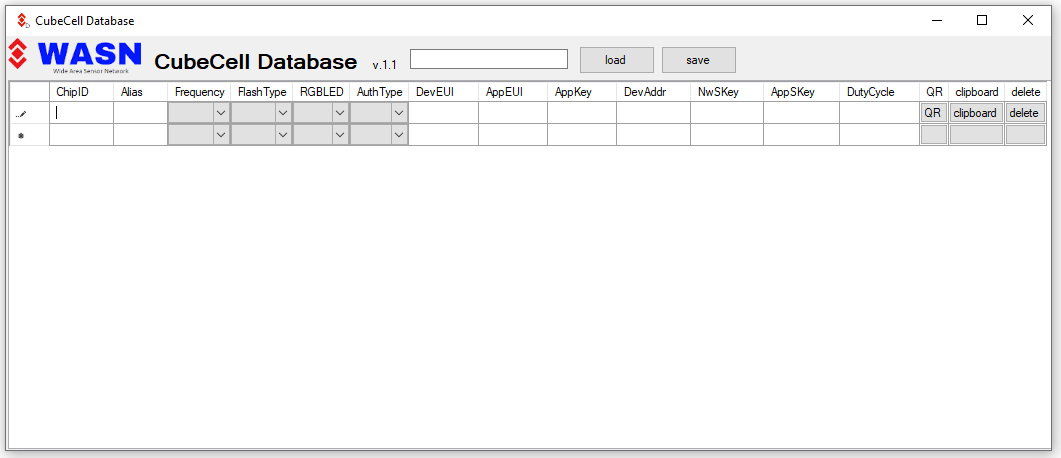 CubeCell Database
WASN
Wide Area Sensor Network
CubeCell Database v.1.1 load save
ChipID Alias Frequency FlashType RGBLED AuthType DevEUI AppEUI AppKey DevAddr NwSKey AppSKey DutyCycle QR clipboard delete
QR clipboard delete